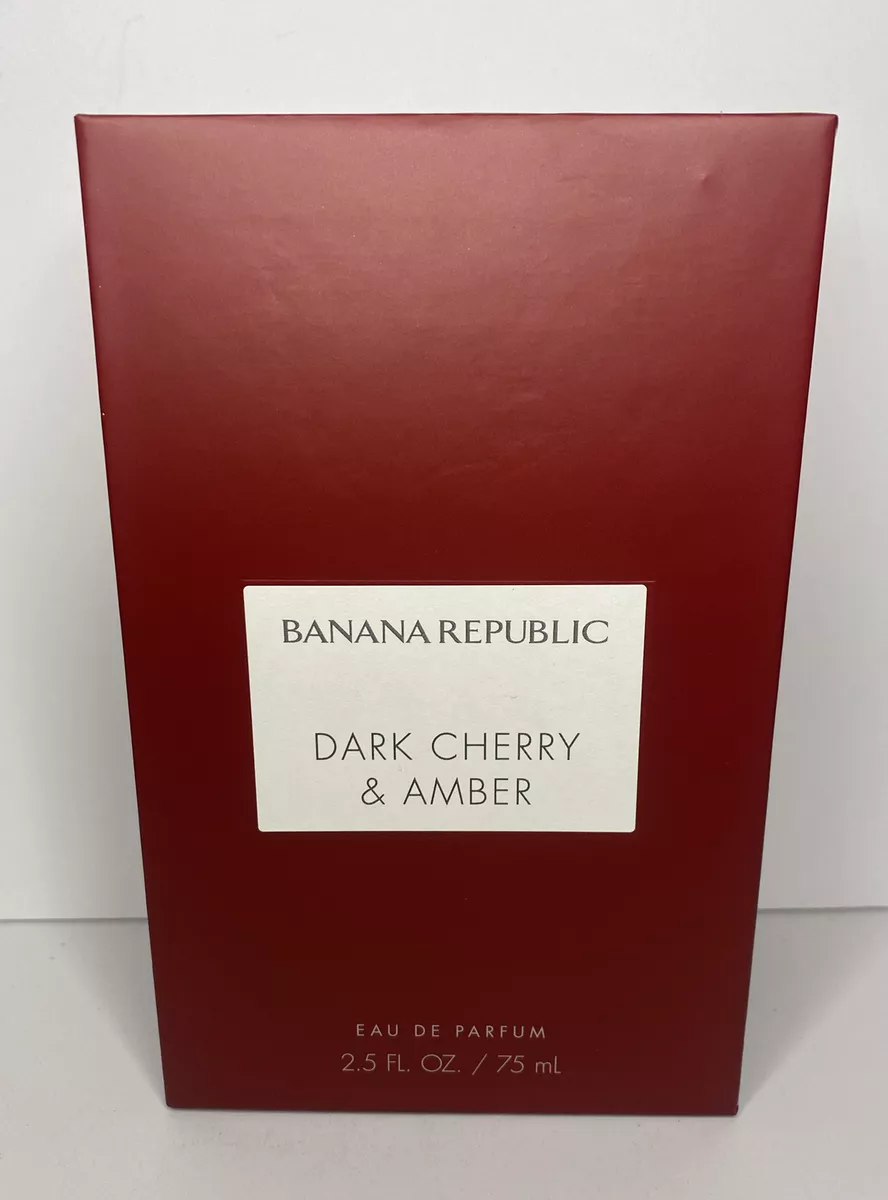 BANANA REPUBLIC
DARK CHERRY
& AMBER
EAU DE PARFUM
2.5 FL. OZ. / 75 mL